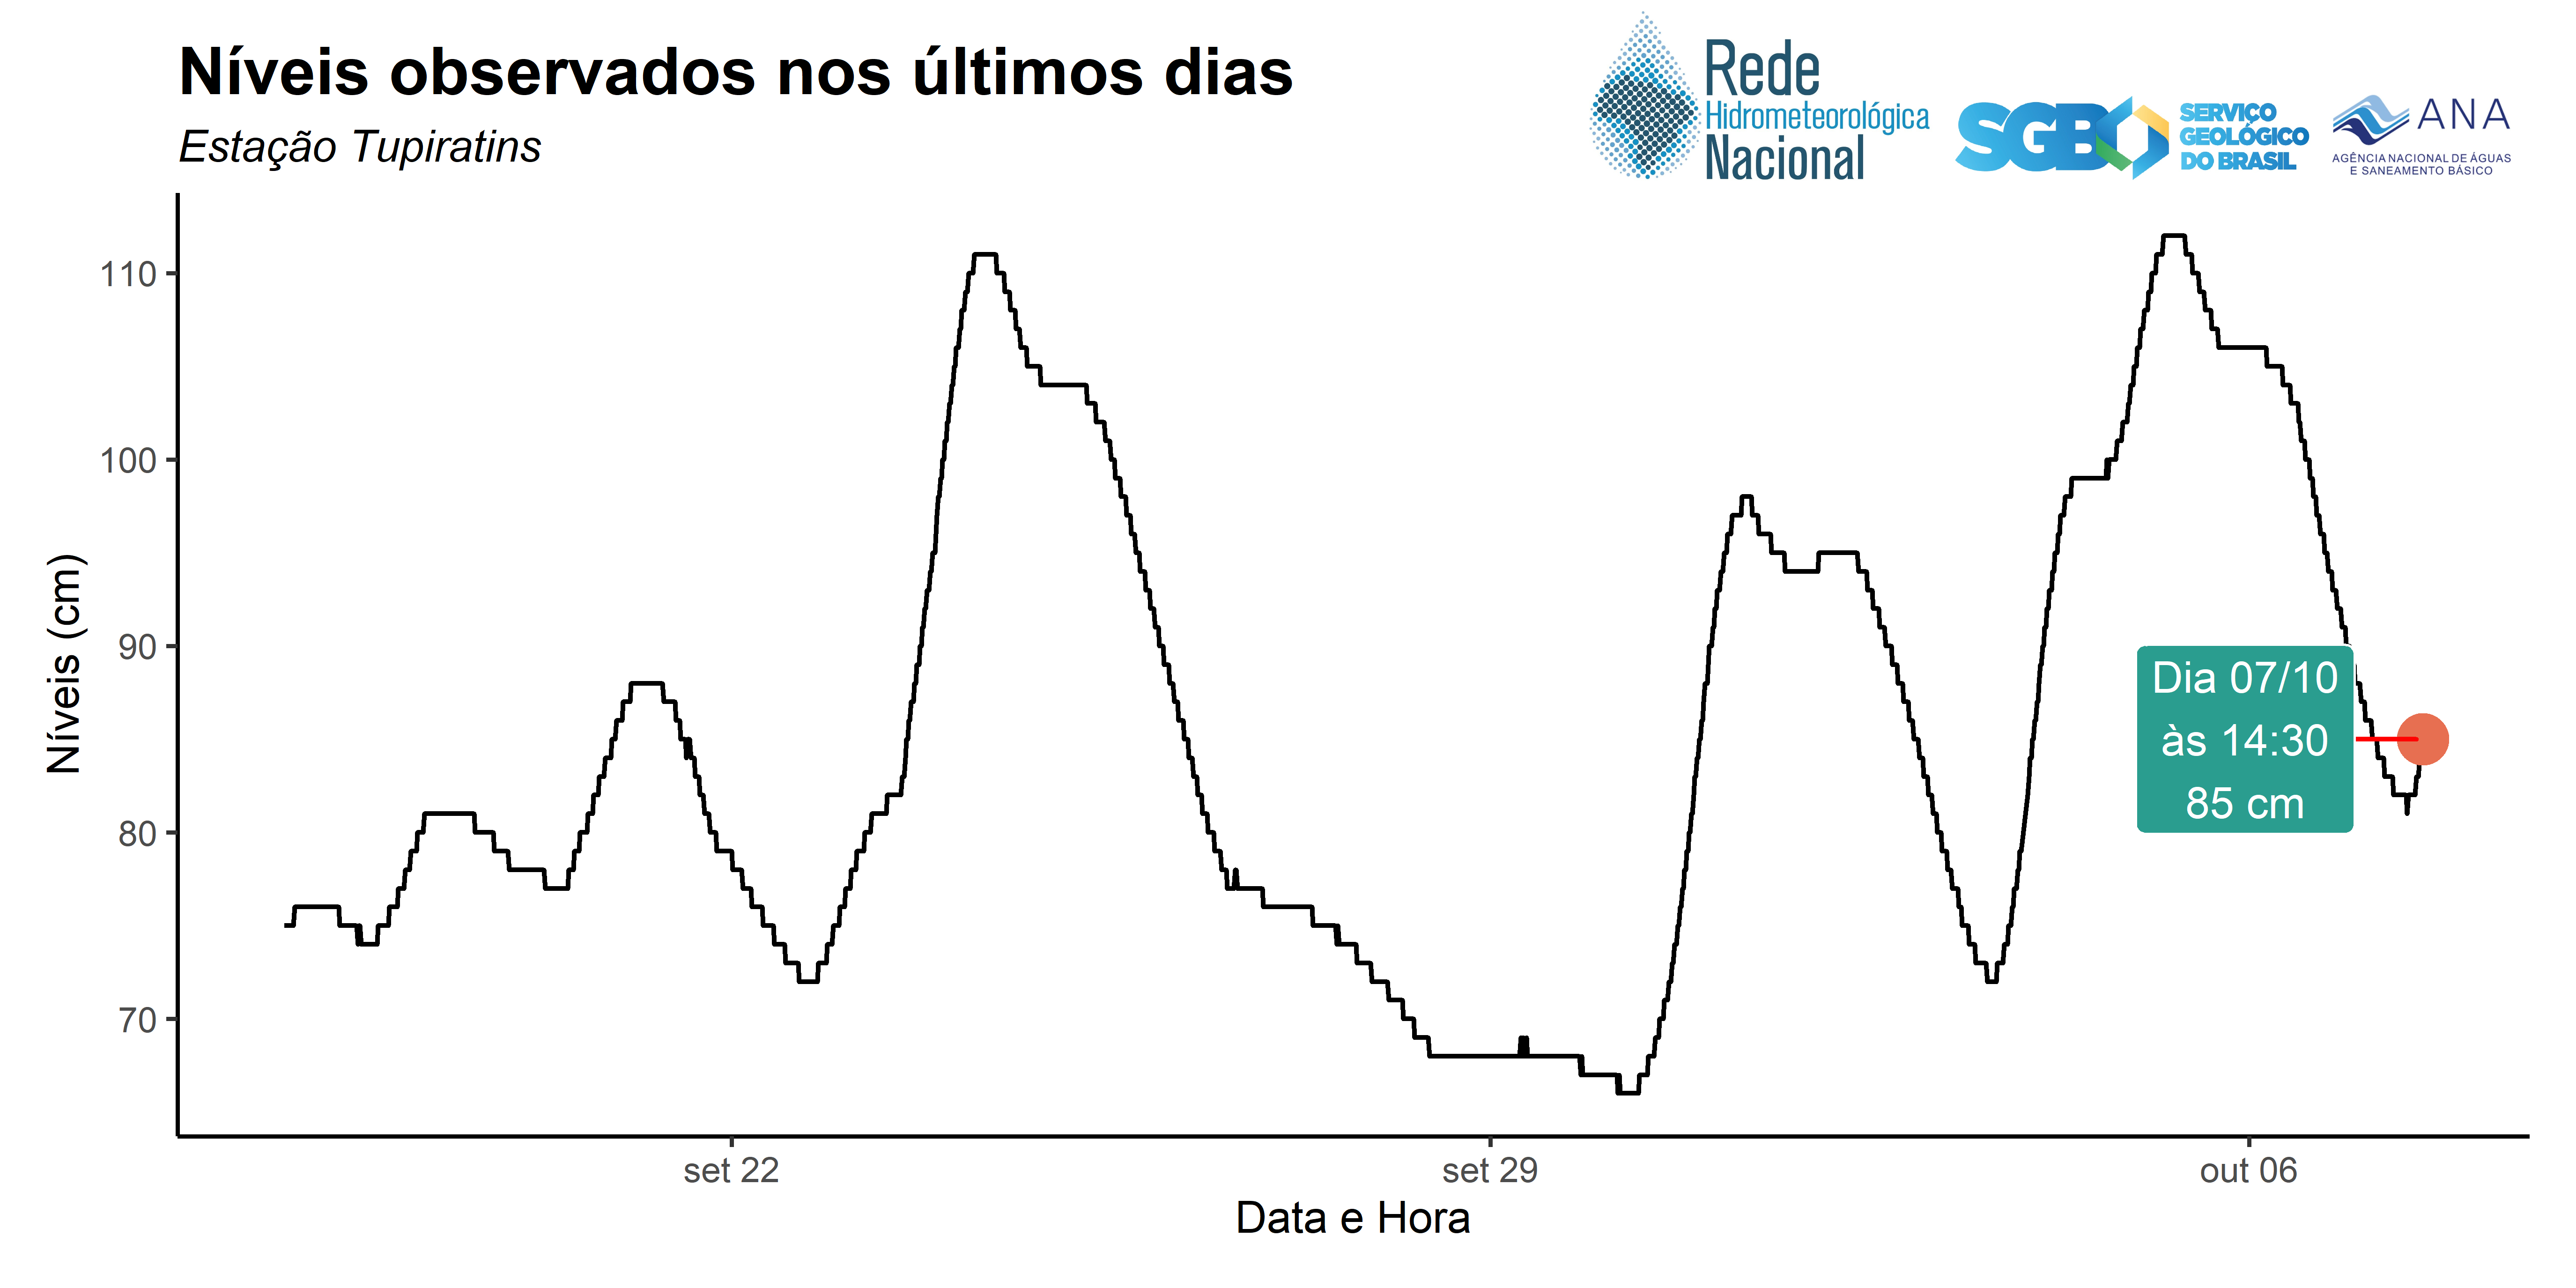 Níveis observados nos últimos dias
Estação Tupiratins
Rede
Hidrometeorológica
Nacional
SGB
SERVIÇO
GEOLÓGICO
DO BRASIL
ANA
AGÊNCIA NACIONAL DE ÁGUAS
E SANEAMENTO BÁSICO
Níveis (cm)
110
100
90
80
70
Dia 07/10
às 14:30
85 cm
set 22
set 29
out 06
Data e Hora